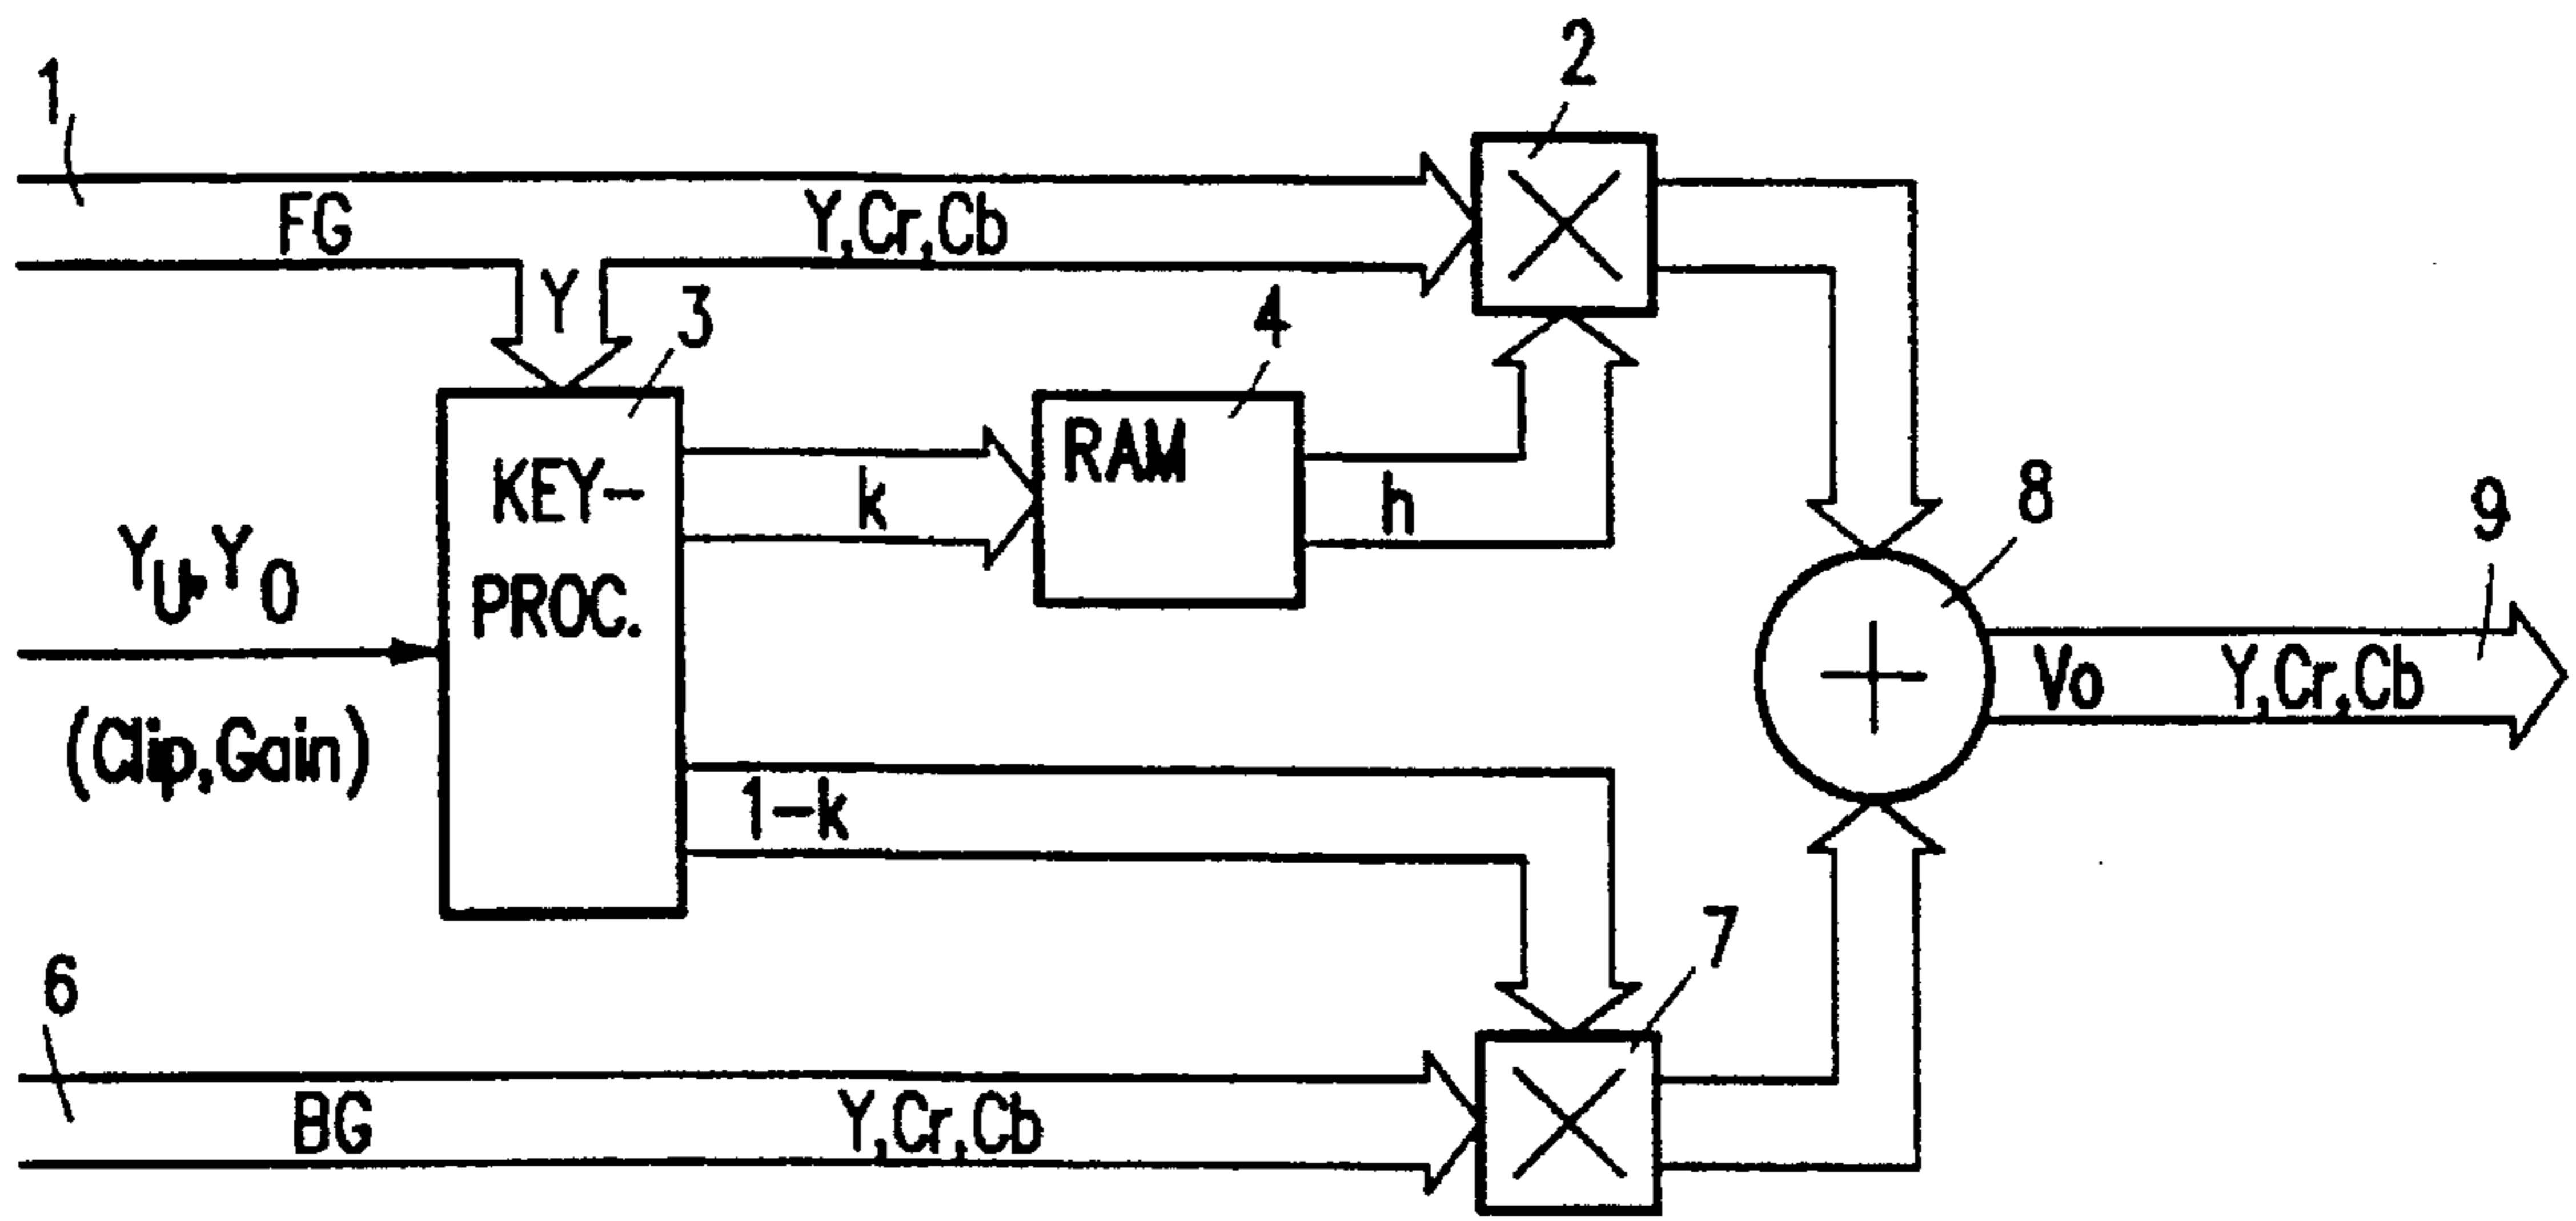 1
2
FG
Y,Cr,Cb
Y
3
4
KEY-
PROC.
k
RAM
h
YU,YO
(Clip,Gain)
8
9
Vo
Y,Cr,Cb
1-k
6
7
BG
Y,Cr,Cb